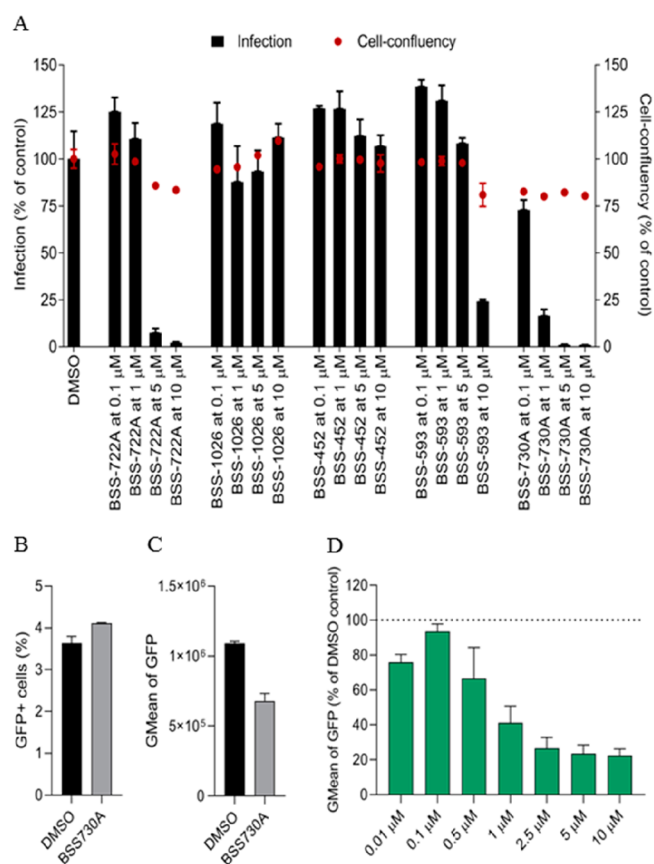 A
Infection
Cell-confluency
Infection (% of control)
150
125
100
75
50
25
0
150
125
100
75
50
25
0
Cell-confluency (% of control)
DMSO
BSS-722A at 0.1 µM
BSS-722A at 1 µM
BSS-722A at 5 µM
BSS-722A at 10 µM
BSS-1026 at 0.1 µM
BSS-1026 at 1 µM
BSS-1026 at 5 µM
BSS-1026 at 10 µM
BSS-452 at 0.1 µM
BSS-452 at 1 µM
BSS-452 at 5 µM
BSS-452 at 10 µM
BSS-593 at 0.1 µM
BSS-593 at 1 µM
BSS-593 at 5 µM
BSS-593 at 10 µM
BSS-730A at 0.1 µM
BSS-730A at 1 µM
BSS-730A at 5 µM
BSS-730A at 10 µM
B
GFP+ cells (%)
5
4
3
2
1
0
DMSO
BSS730A
C
GMean of GFP
1.5×10⁶
1×10⁶
5×10⁵
0
DMSO
BSS730A
D
GMean of GFP (% of DMSO control)
120
100
80
60
40
20
0
0.01 µM
0.1 µM
0.5 µM
1 µM
2.5 µM
5 µM
10 µM